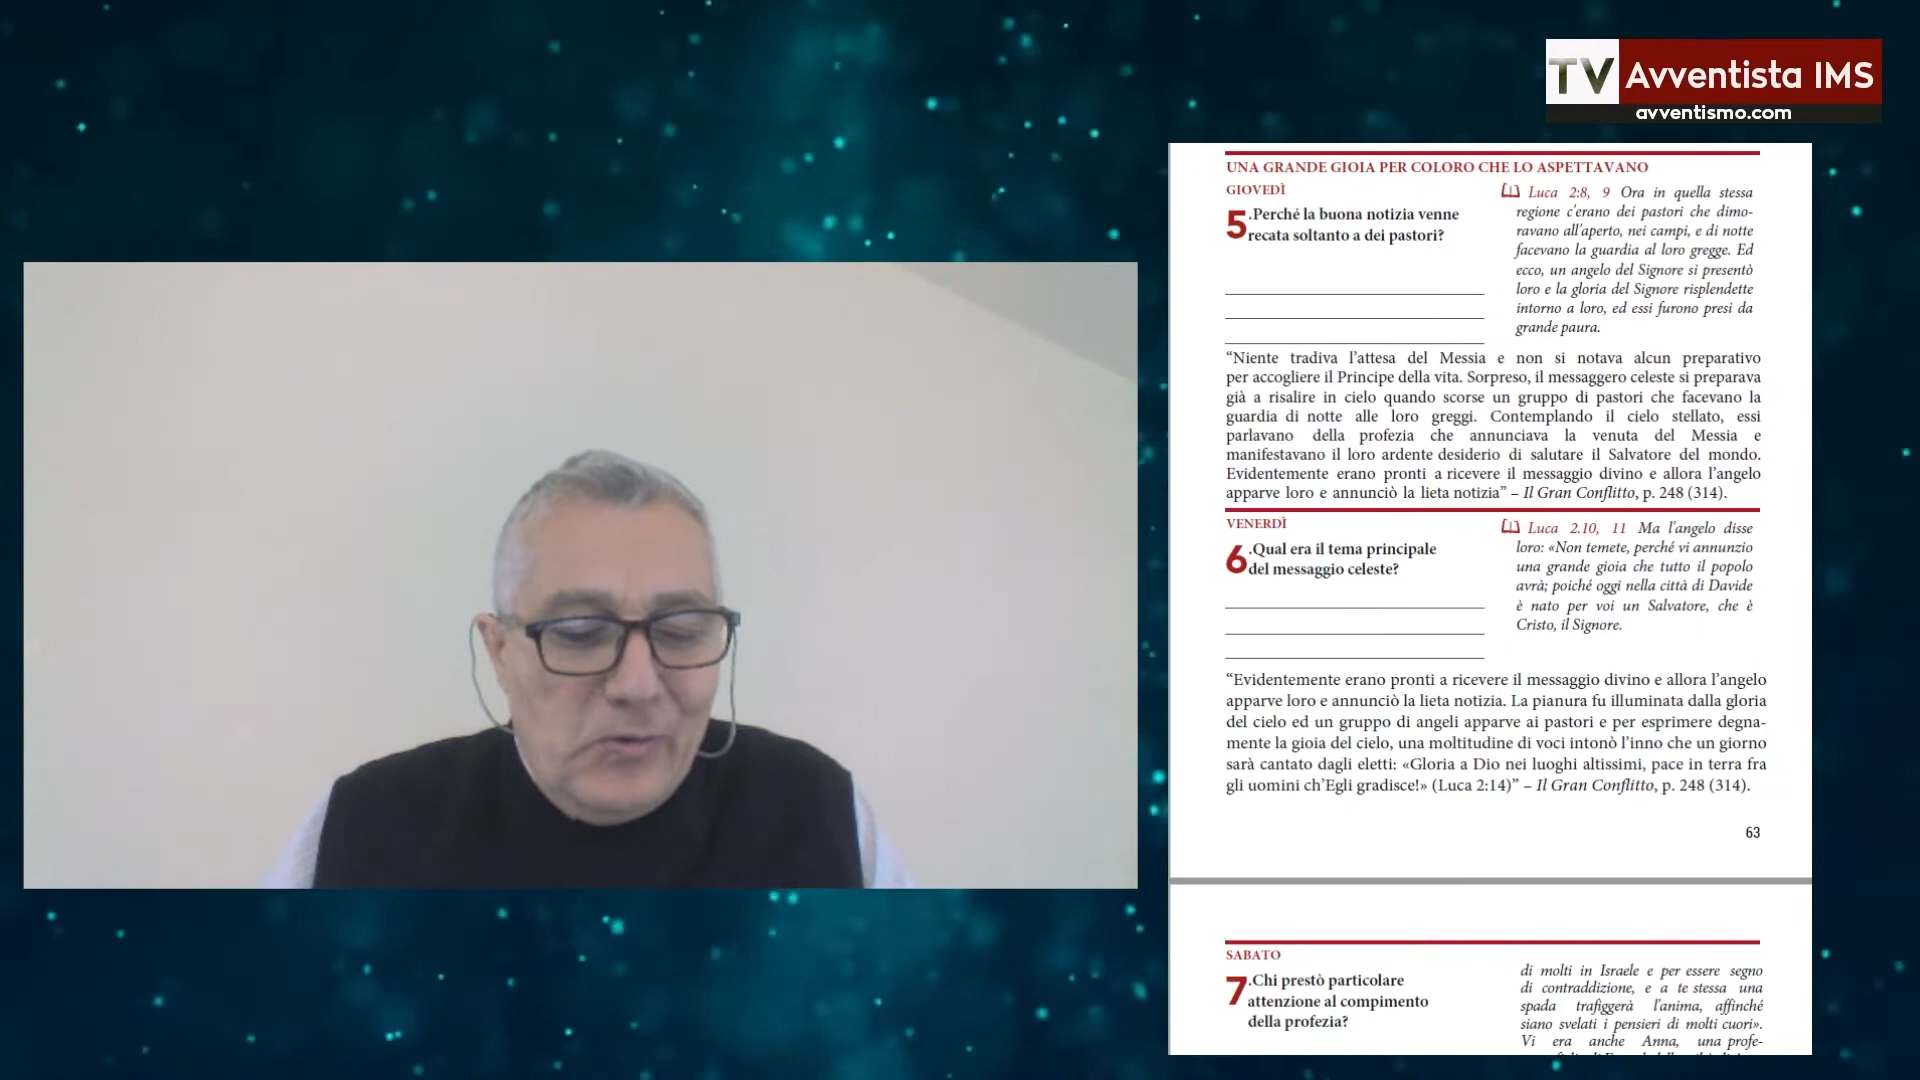 TV Avventista IMS
avventismo.com
UNA GRANDE GIOIA PER COLORO CHE LO ASPETTAVANO
GIOVEDÌ
5.Perché la buona notizia venne
recata soltanto a dei pastori?
Luca 2:8, 9 Ora in quella stessa
regione c'erano dei pastori che dimo-
ravano all'aperto, nei campi, e di notte
facevano la guardia al loro gregge. Ed
ecco, un angelo del Signore si presentò
loro e la gloria del Signore risplendette
intorno a loro, ed essi furono presi da
grande paura.
“Niente tradiva l’attesa del Messia e non si notava alcun preparativo
per accogliere il Principe della vita. Sorpreso, il messaggero celeste si preparava
già a risalire in cielo quando scorse un gruppo di pastori che facevano la
guardia di notte alle loro greggi. Contemplando il cielo stellato, essi
parlavano della profezia che annunciava la venuta del Messia e
manifestavano il loro ardente desiderio di salutare il Salvatore del mondo.
Evidentemente erano pronti a ricevere il messaggio divino e allora l’angelo
apparve loro e annunciò la lieta notizia” – Il Gran Conflitto, p. 248 (314).
VENERDÌ
6.Qual era il tema principale
del messaggio celeste?
Luca 2.10, 11 Ma l'angelo disse
loro: «Non temete, perché vi annunzio
una grande gioia che tutto il popolo
avrà; poiché oggi nella città di Davide
è nato per voi un Salvatore, che è
Cristo, il Signore.
“Evidentemente erano pronti a ricevere il messaggio divino e allora l’angelo
apparve loro e annunciò la lieta notizia. La pianura fu illuminata dalla gloria
del cielo ed un gruppo di angeli apparve ai pastori e per esprimere degna-
mente la gioia del cielo, una moltitudine di voci intonò l’inno che un giorno
sarà cantato dagli eletti: «Gloria a Dio nei luoghi altissimi, pace in terra fra
gli uomini ch’Egli gradisce!» (Luca 2:14)” – Il Gran Conflitto, p. 248 (314).
63
SABATO
7.Chi prestò particolare
attenzione al compimento
della profezia?
di molti in Israele e per essere segno
di contraddizione, e a te stessa una
spada trafiggerà l'anima, affinché
siano svelati i pensieri di molti cuori».
Vi era anche Anna, una profe-